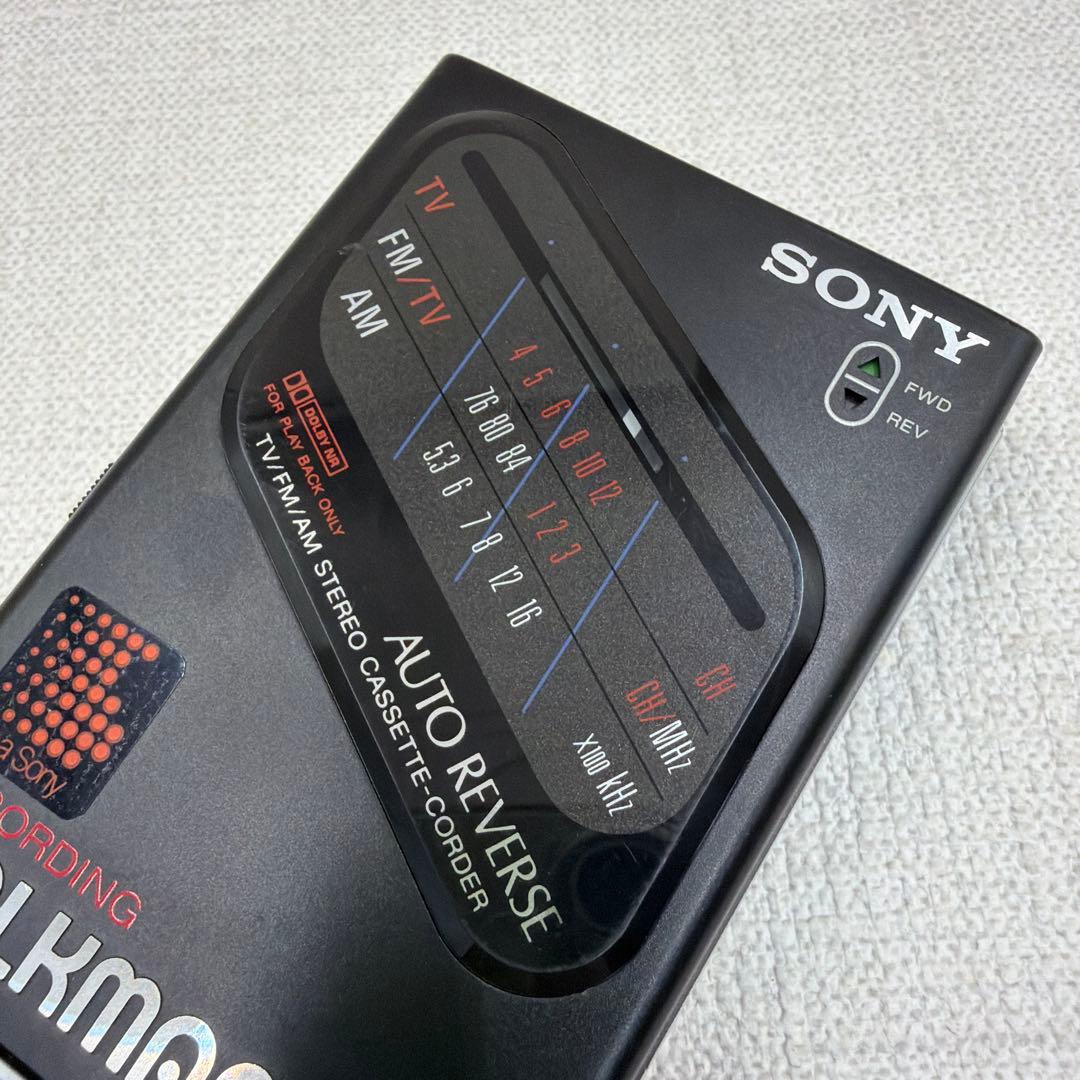 SONY
FWD
REV
TV
4 5 6 8 10 12
CH
FM/TV
76 80 84 1 2 3
CH/MHz
AM
5.3 6 7 8 12 16
X100 kHz
DOLBY NR
FOR PLAY BACK ONLY
AUTO REVERSE
TV/FM/AM STEREO CASSETTE-CORDER
a Sony